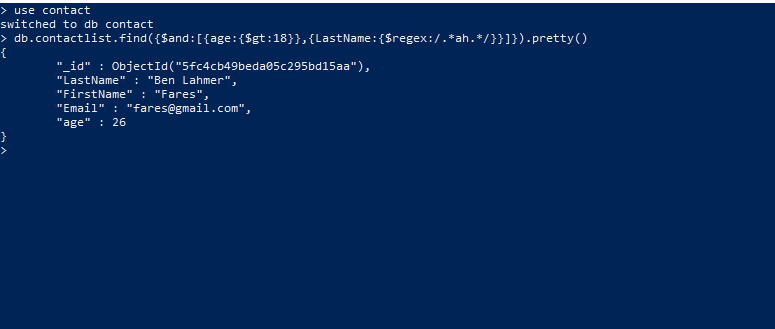 > use contact
switched to db contact
> db.contactlist.find({$and:[{age:{$gt:18}},{LastName:{$regex:/.*ah.*/}}]}).pretty()
{
        "_id" : ObjectId("5fc4cb49beda05c295bd15aa"),
        "LastName" : "Ben Lahmer",
        "FirstName" : "Fares",
        "Email" : "fares@gmail.com",
        "age" : 26
}
>